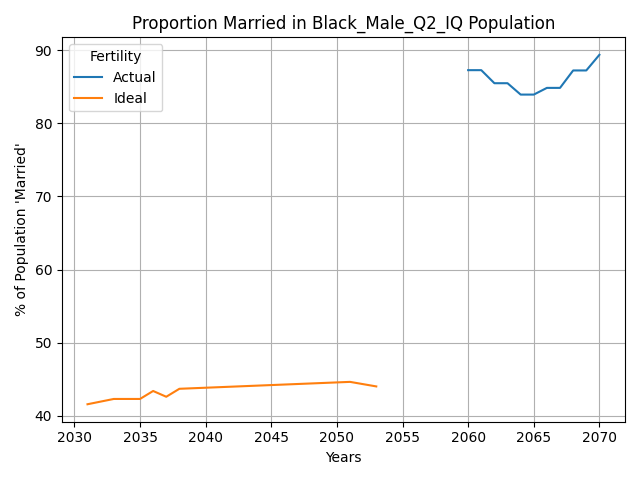 Proportion Married in Black_Male_Q2_IQ Population
90
80
70
60
50
40
% of Population 'Married'
Fertility
Actual
Ideal
2030 2035 2040 2045 2050 2055 2060 2065 2070
Years